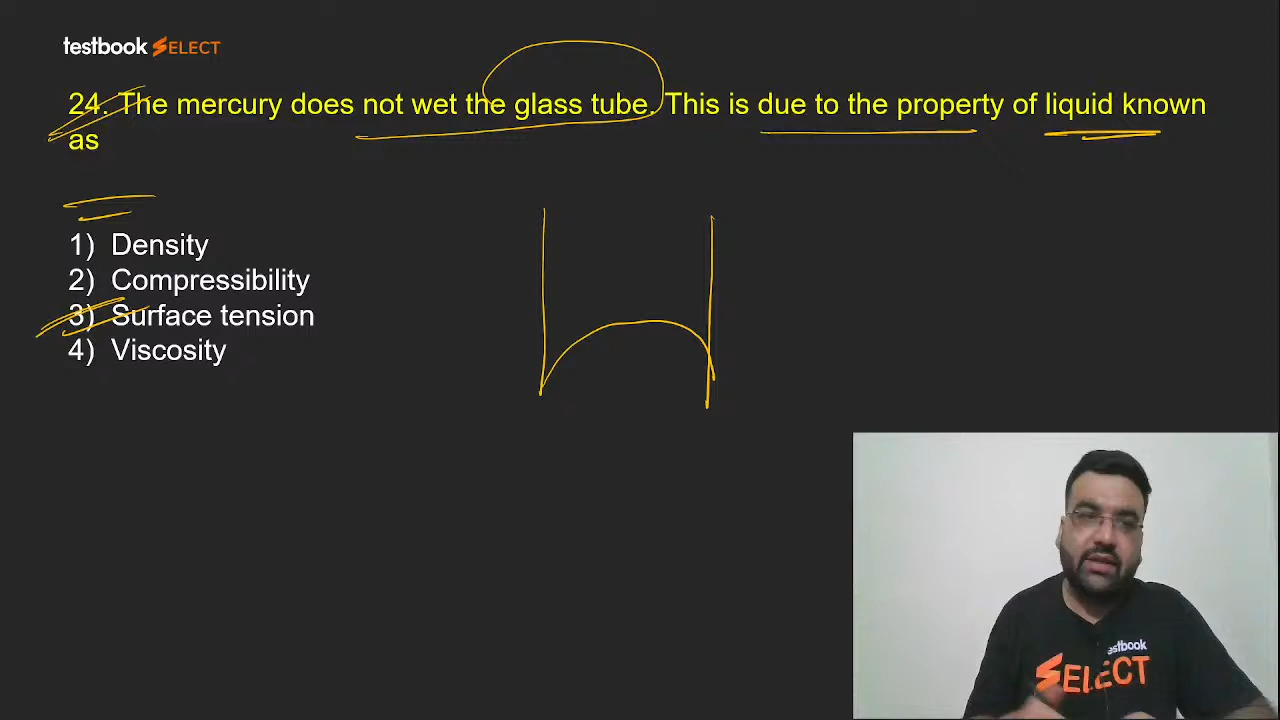 testbook SELECT
24. The mercury does not wet the glass tube. This is due to the property of liquid known
as
1) Density
2) Compressibility
3) Surface tension
4) Viscosity
testbook
SELECT